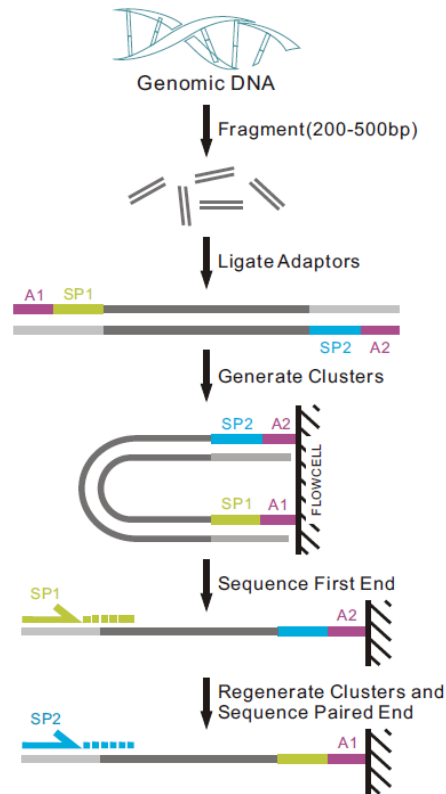 Genomic DNA
Fragment(200-500bp)
Ligate Adaptors
A1 SP1
SP2 A2
Generate Clusters
SP2 A2
FLOWCELL
SP1 A1
Sequence First End
SP1
A2
Regenerate Clusters and
Sequence Paired End
SP2
A1